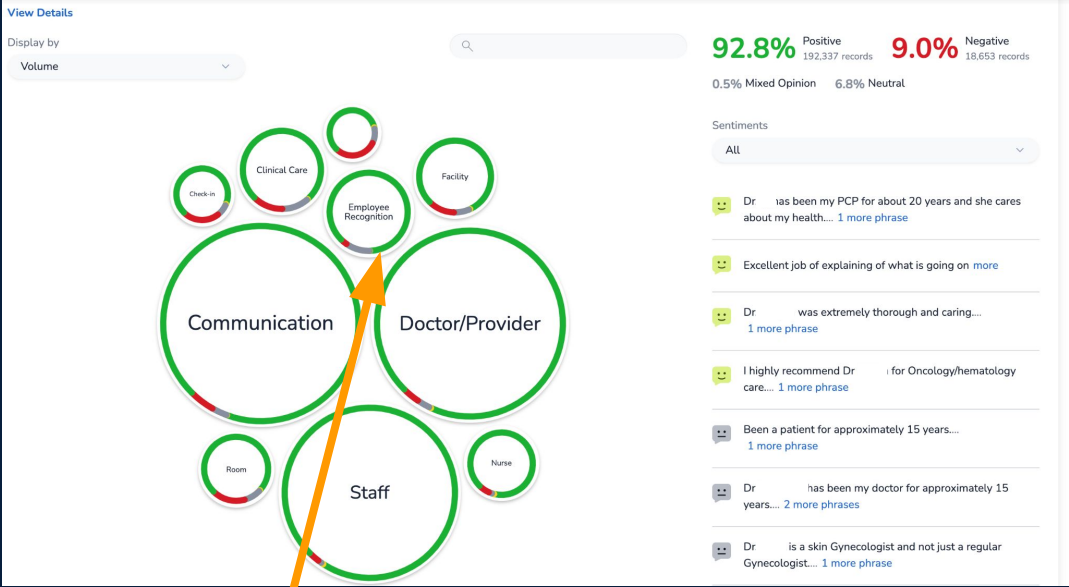 View Details
Display by
Volume
92.8% Positive
192,337 records
9.0% Negative
18,653 records
0.5% Mixed Opinion 6.8% Neutral
Sentiments
All
Check-in
Clinical Care
Employee
Recognition
Facility
Communication
Doctor/Provider
Room
Staff
Nurse
Dr has been my PCP for about 20 years and she cares
about my health.... 1 more phrase
Excellent job of explaining of what is going on more
Dr was extremely thorough and caring....
1 more phrase
I highly recommend Dr for Oncology/hematology
care.... 1 more phrase
Been a patient for approximately 15 years....
1 more phrase
Dr has been my doctor for approximately 15
years.... 2 more phrases
Dr is a skin Gynecologist and not just a regular
Gynecologist.... 1 more phrase